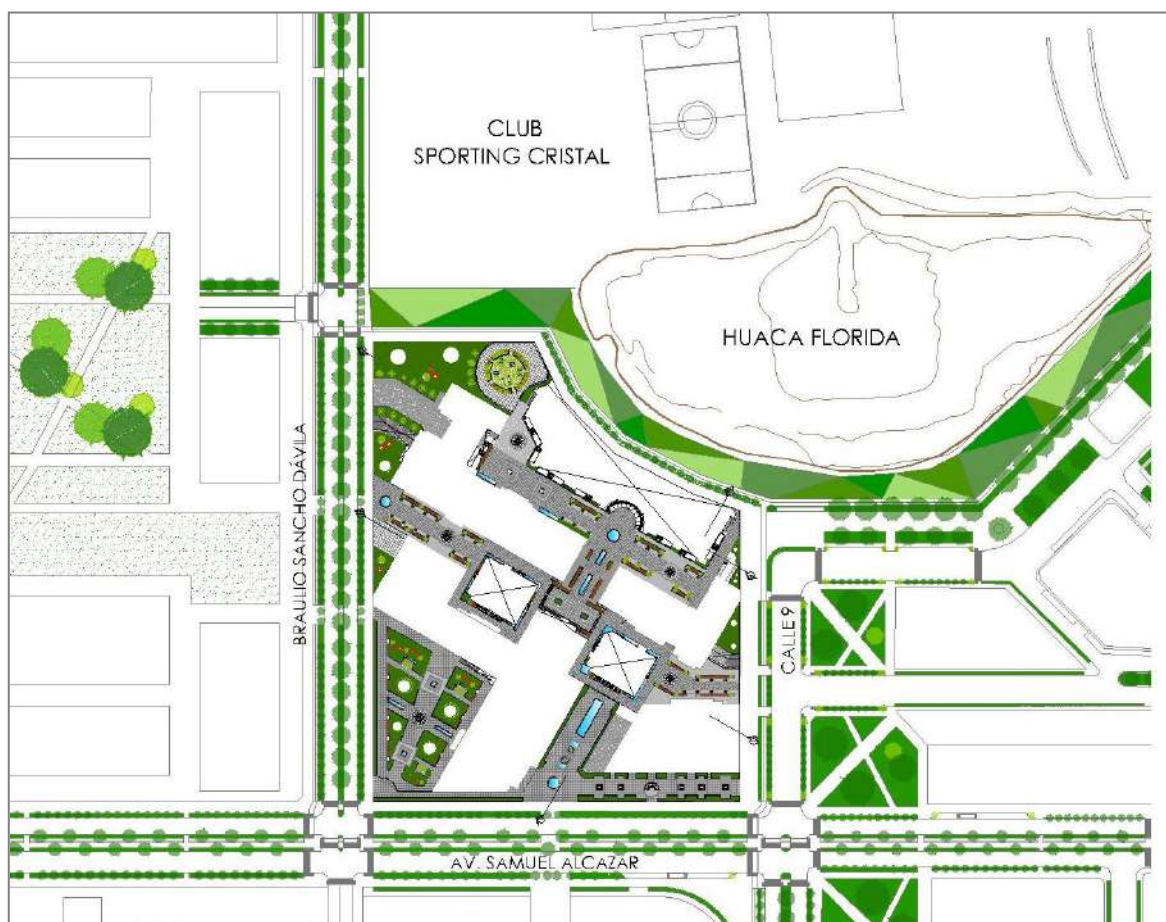 CLUB
SPORTING CRISTAL
HUACA FLORIDA
BRAULIO SANCHO DÁVILA
CALLE 9
AV. SAMUEL ALCAZAR